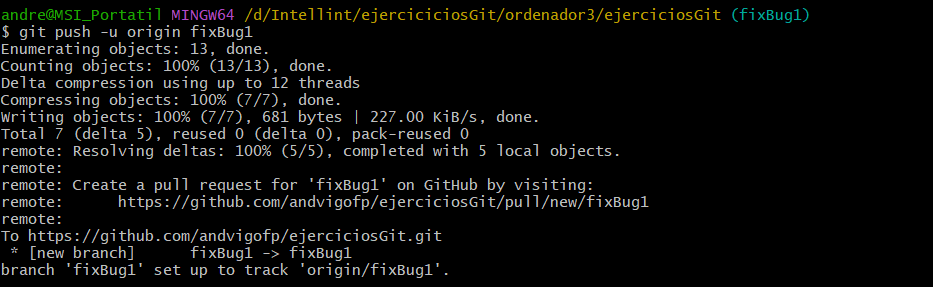 andre@MSI_Portatil MINGW64 /d/Intellint/ejerciciciosGit/ordenador3/ejerciciosGit (fixBug1)
$ git push -u origin fixBug1
Enumerating objects: 13, done.
Counting objects: 100% (13/13), done.
Delta compression using up to 12 threads
Compressing objects: 100% (7/7), done.
Writing objects: 100% (7/7), 681 bytes | 227.00 KiB/s, done.
Total 7 (delta 5), reused 0 (delta 0), pack-reused 0
remote: Resolving deltas: 100% (5/5), completed with 5 local objects.
remote:
remote: Create a pull request for 'fixBug1' on GitHub by visiting:
remote:      https://github.com/andvigofp/ejerciciosGit/pull/new/fixBug1
remote:
To https://github.com/andvigofp/ejerciciosGit.git
 * [new branch]      fixBug1 -> fixBug1
branch 'fixBug1' set up to track 'origin/fixBug1'.